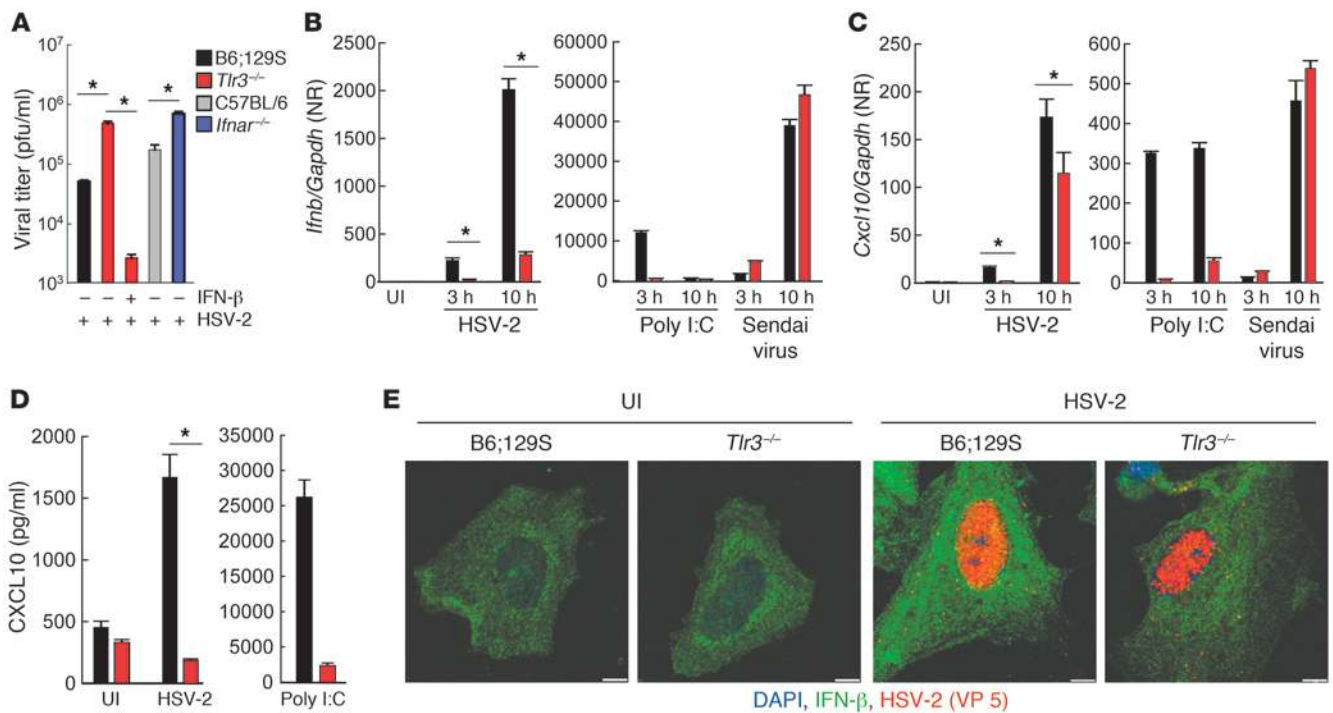 A
Viral titer (pfu/ml)
10⁷
10⁶
10⁵
10⁴
10³
* * *
B6;129S
Tlr3⁻/⁻
C57BL/6
Ifnar⁻/⁻
– – + – – IFN-β
+ + + + + HSV-2
B
Ifnb/Gapdh (NR)
2500
2000
1500
1000
500
0
* *
UI 3 h 10 h
HSV-2
60000
50000
40000
30000
20000
10000
0
3 h 10 h 3 h 10 h
Poly I:C Sendai
virus
C
Cxcl10/Gapdh (NR)
250
200
150
100
50
0
* *
UI 3 h 10 h
HSV-2
600
500
400
300
200
100
0
3 h 10 h 3 h 10 h
Poly I:C Sendai
virus
D
CXCL10 (pg/ml)
2000
1500
1000
500
0
*
UI HSV-2
35000
30000
25000
20000
15000
10000
5000
0
Poly I:C
E
UI HSV-2
B6;129S Tlr3⁻/⁻ B6;129S Tlr3⁻/⁻
DAPI, IFN-β, HSV-2 (VP 5)